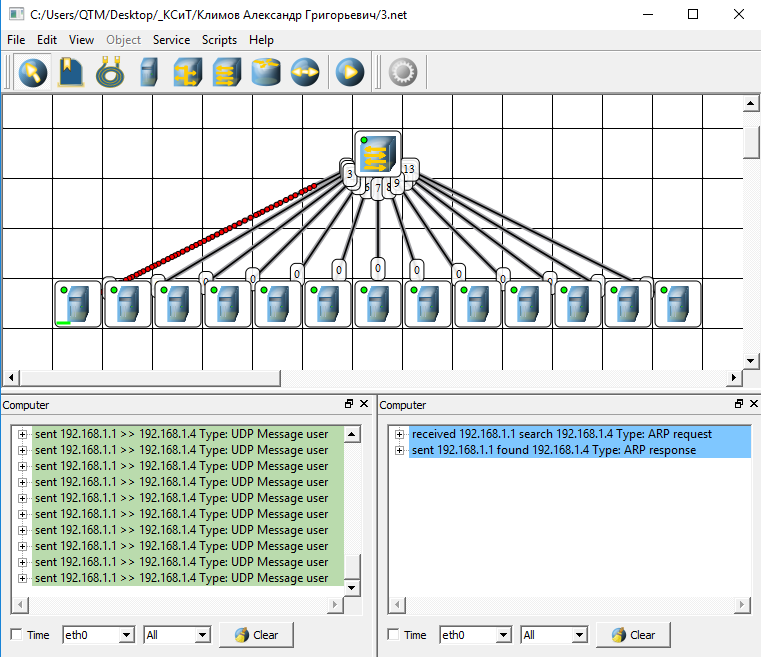 C:/Users/QTM/Desktop/_КСиТ/Климов Александр Григорьевич/3.net
File Edit View Object Service Scripts Help
3 6 7 8 9 13
0 0 0 0 0 0 0 0 0
Computer
sent 192.168.1.1 >> 192.168.1.4 Type: UDP Message user
sent 192.168.1.1 >> 192.168.1.4 Type: UDP Message user
sent 192.168.1.1 >> 192.168.1.4 Type: UDP Message user
sent 192.168.1.1 >> 192.168.1.4 Type: UDP Message user
sent 192.168.1.1 >> 192.168.1.4 Type: UDP Message user
sent 192.168.1.1 >> 192.168.1.4 Type: UDP Message user
sent 192.168.1.1 >> 192.168.1.4 Type: UDP Message user
sent 192.168.1.1 >> 192.168.1.4 Type: UDP Message user
sent 192.168.1.1 >> 192.168.1.4 Type: UDP Message user
sent 192.168.1.1 >> 192.168.1.4 Type: UDP Message user
Time eth0 All Clear
Computer
received 192.168.1.1 search 192.168.1.4 Type: ARP request
sent 192.168.1.1 found 192.168.1.4 Type: ARP response
Time eth0 All Clear